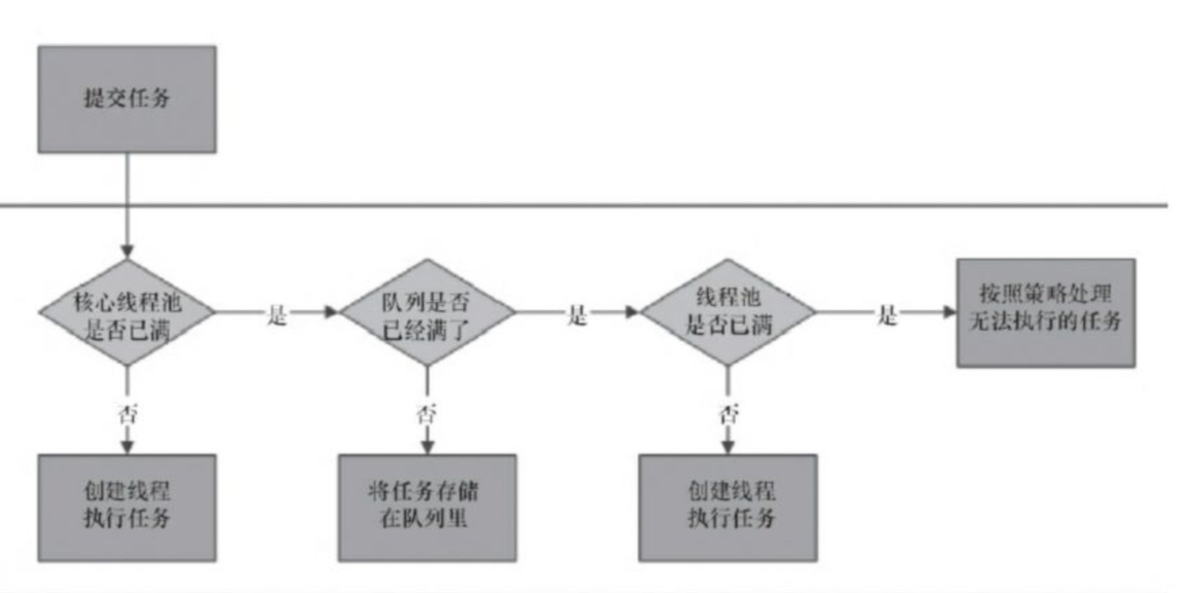 提交任务
核心线程池
是否已满
是
队列是否
已经满了
是
线程池
是否已满
是
按照策略处理
无法执行的任务
否
否
否
创建线程
执行任务
将任务存储
在队列里
创建线程
执行任务